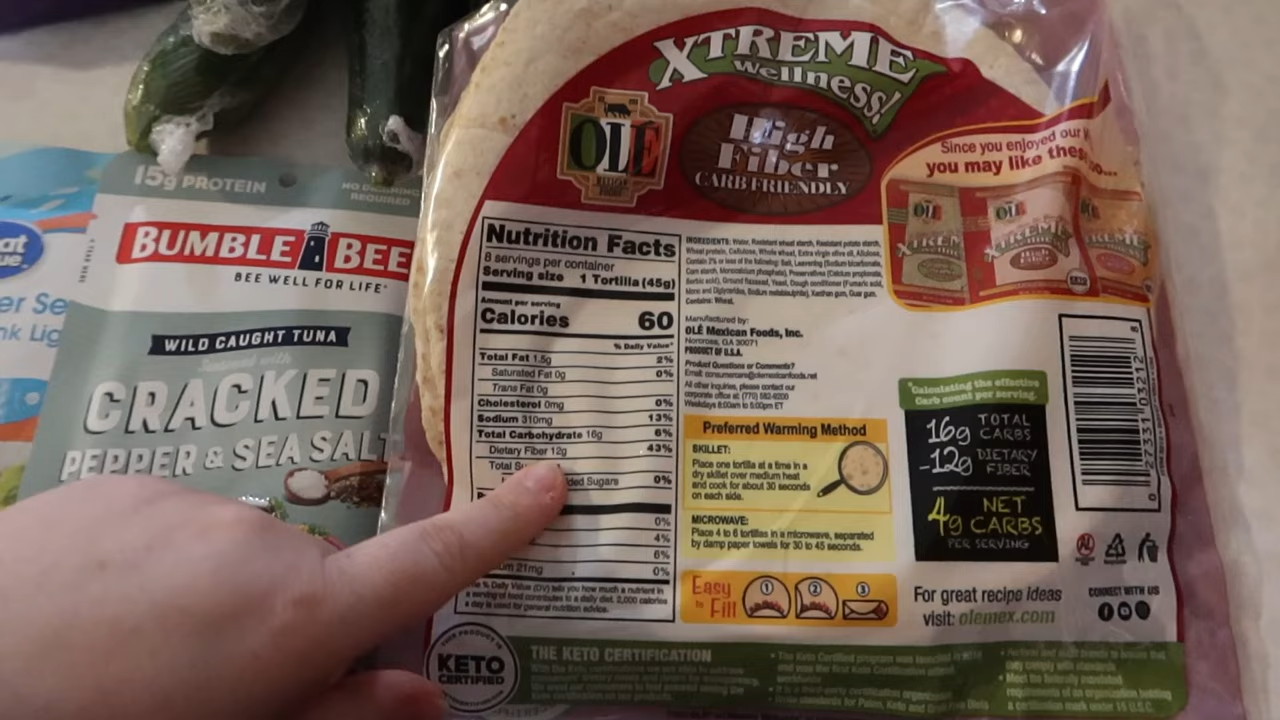 15g PROTEIN
NO DRAINING
REQUIRED
BUMBLE BEE
BEE WELL FOR LIFE®
WILD CAUGHT TUNA
Seasoned with
CRACKED
PEPPER & SEA SALT
XTREME
wellness!
OLÉ
MEXICAN
FOODS
High
Fiber
CARB FRIENDLY
Since you enjoyed our
you may like these
Nutrition Facts
8 servings per container
Serving size 1 Tortilla (45g)
Amount per serving
Calories 60
% Daily Value*
Total Fat 1.5g 2%
Saturated Fat 0g 0%
Trans Fat 0g
Cholesterol 0mg 0%
Sodium 310mg 13%
Total Carbohydrate 16g 6%
Dietary Fiber 12g 43%
Total
Sugars 0%
0%
4%
6%
21mg 0%
% Daily Value (DV) tells you how much a nutrient in
a serving of food contributes to a daily diet. 2,000 calories
a day is used for general nutrition advice.
INGREDIENTS: Water, Resistant wheat starch, Resistant potato starch,
Wheat protein, Cellulose, Whole wheat, Extra virgin olive oil, Allulose,
Contain 2% or less of the following: Salt, Leavening (Sodium bicarbonate,
Corn starch, Monocalcium phosphate), Preservatives (Calcium propionate,
Sorbic acid), Ground flaxseed, Yeast, Dough conditioner (Fumaric acid,
Mono and Diglycerides, Sodium metabisulphite), Xanthan gum, Guar gum.
Contains: Wheat.
Manufactured by:
OLÉ Mexican Foods, Inc.
Norcross, GA 30071
PRODUCT OF U.S.A.
Product Questions or Comments?
Email: consumercare@olemexicanfoods.net
All other inquiries, please contact our
corporate office at: (770) 582-9200
Weekdays 8:00am to 5:00pm ET
Preferred Warming Method
SKILLET:
Place one tortilla at a time in a
dry skillet over medium heat
and cook for about 30 seconds
on each side.
MICROWAVE:
Place 4 to 6 tortillas in a microwave, separated
by damp paper towels for 30 to 45 seconds.
Easy
to Fill
1 2 3
*Calculating the effective
Carb count per serving.
16g TOTAL CARBS
-12g DIETARY FIBER
4g NET CARBS
PER SERVING
For great recipe ideas
visit: olemex.com
0 27331 03212 8
CONNECT WITH US
THIS PRODUCT IS
KETO
CERTIFIED
THE KETO CERTIFICATION